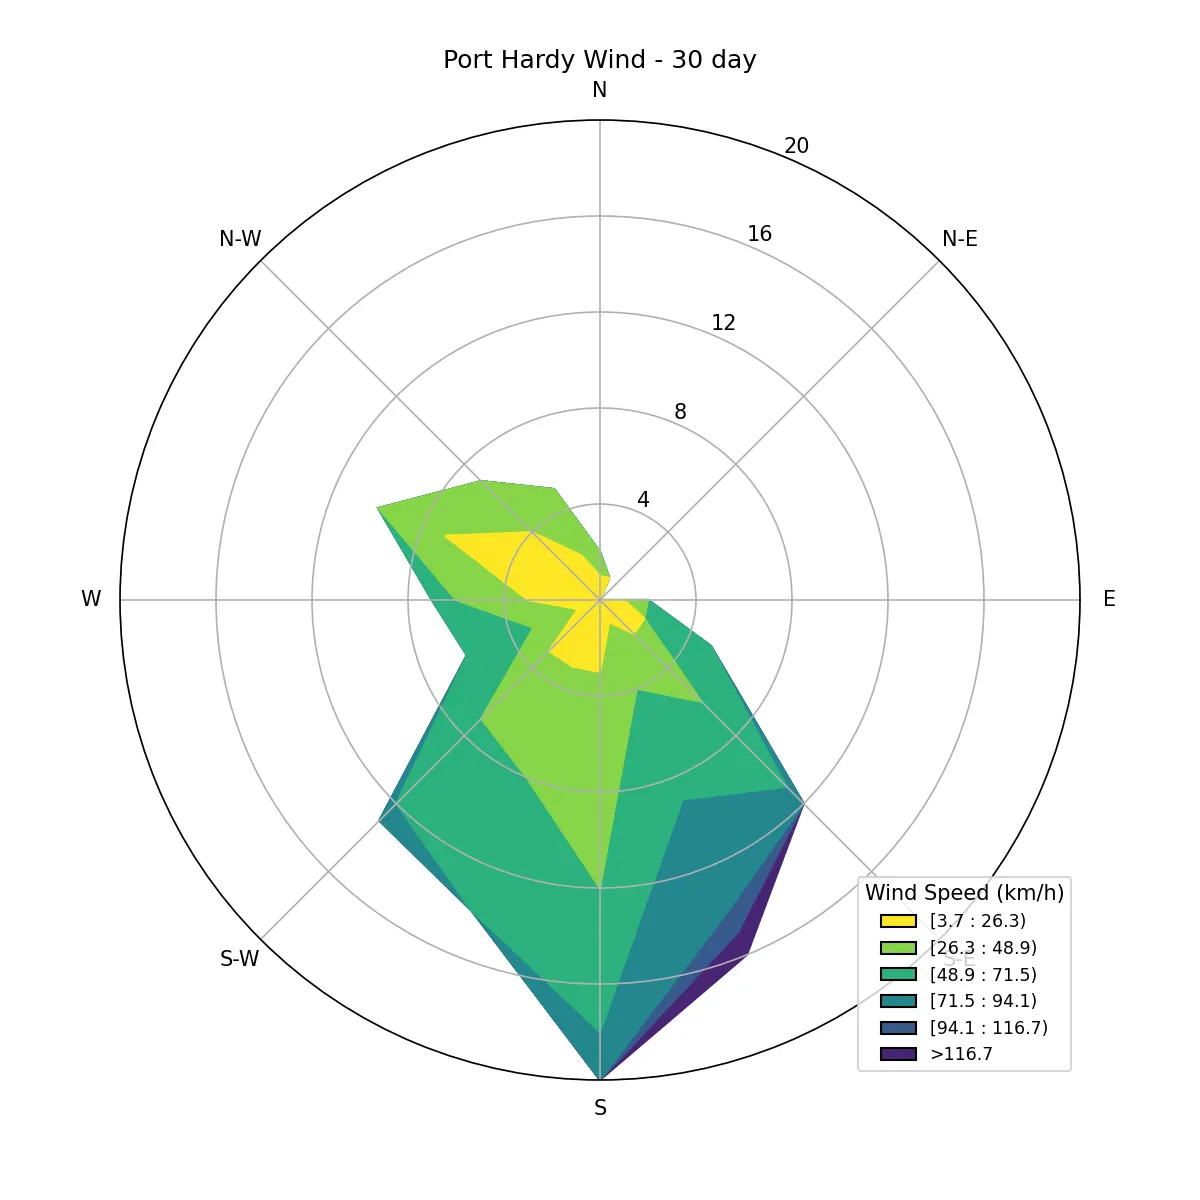 Port Hardy Wind - 30 day
N
20
N-W
16
N-E
12
8
4
W
E
Wind Speed (km/h)
[3.7 : 26.3)
[26.3 : 48.9)
S-W
S-E
[48.9 : 71.5)
[71.5 : 94.1)
[94.1 : 116.7)
>116.7
S